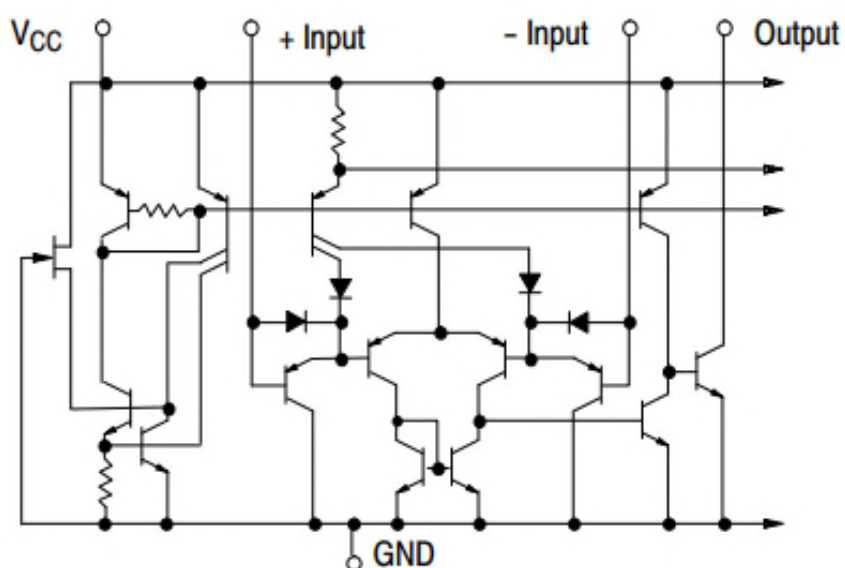 VCC
+ Input
– Input
Output
GND